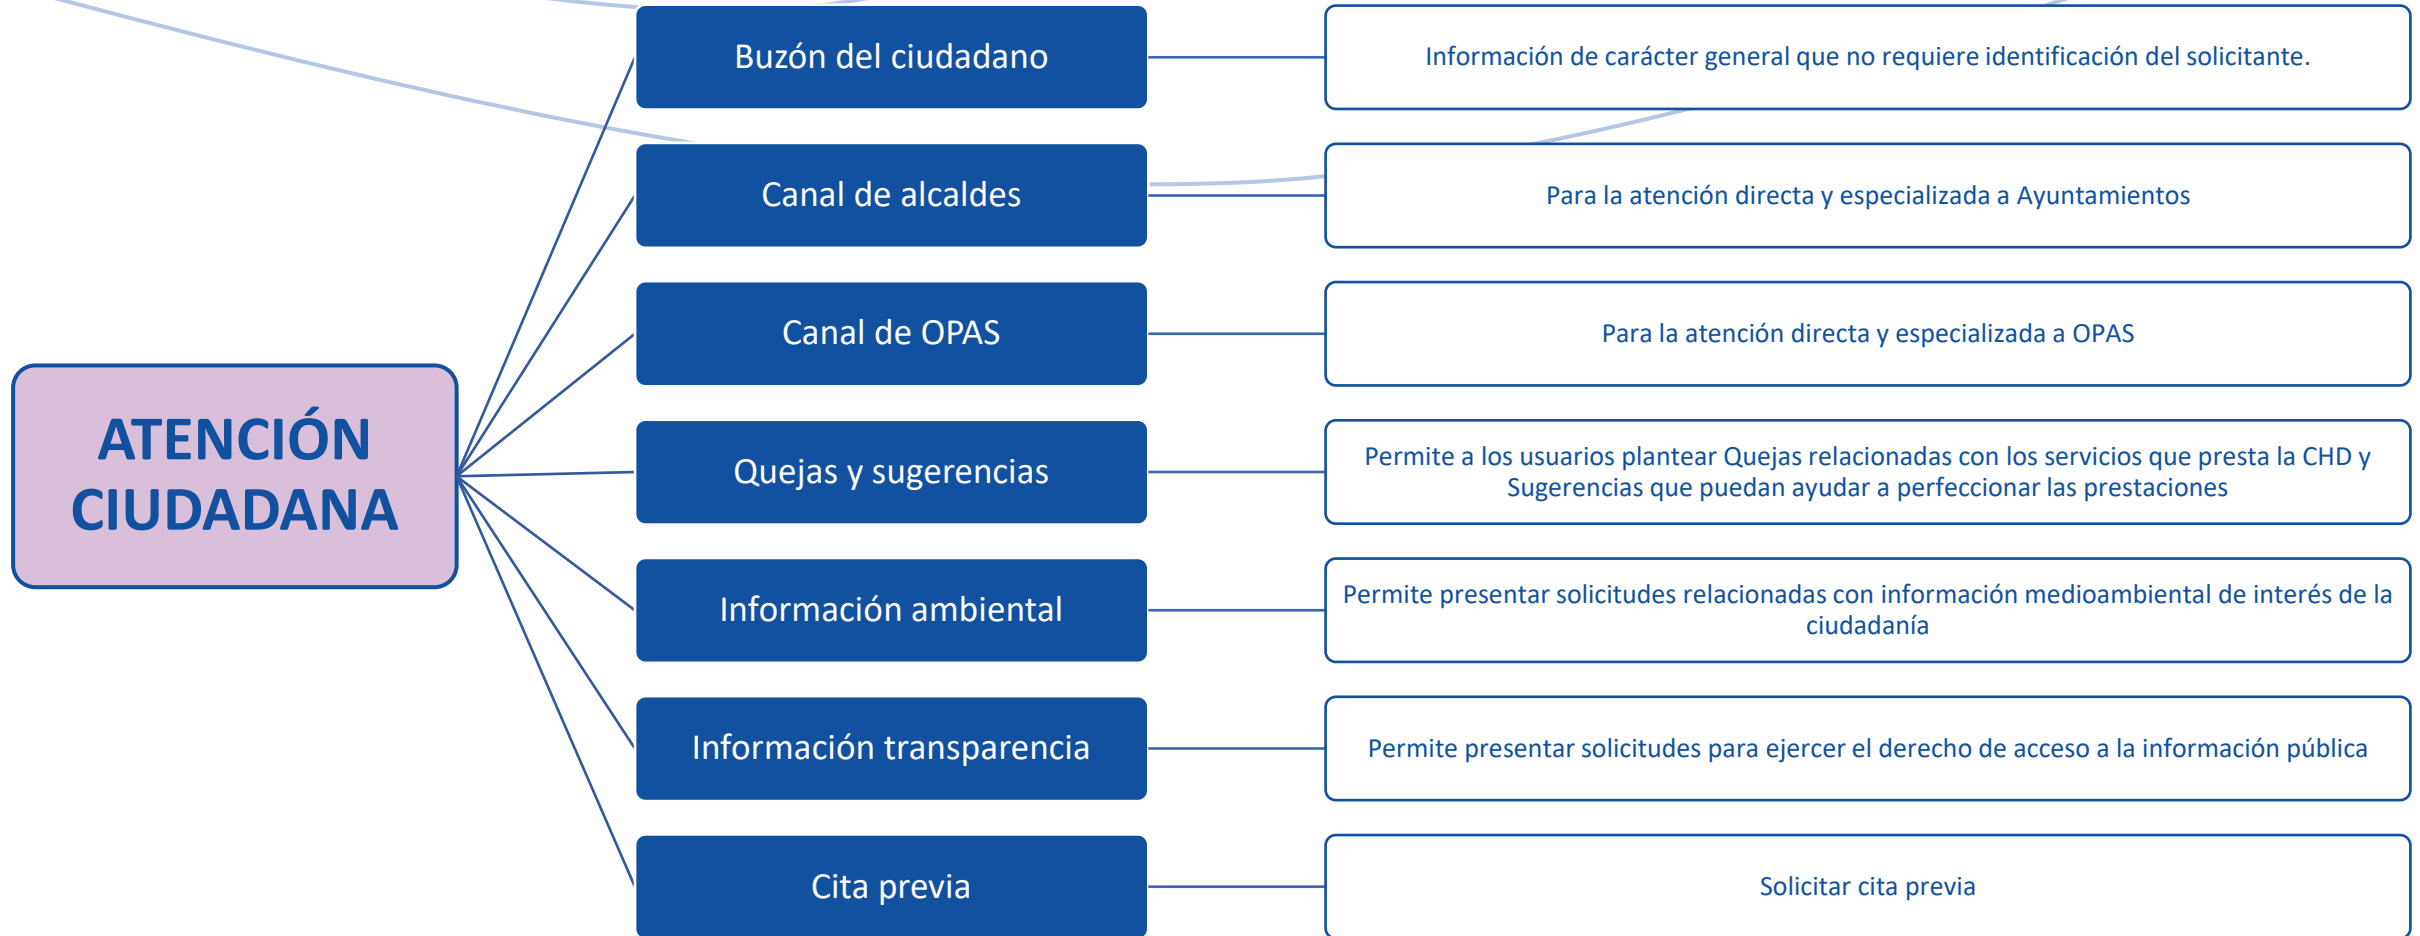 Buzón del ciudadano
Información de carácter general que no requiere identificación del solicitante.
Canal de alcaldes
Para la atención directa y especializada a Ayuntamientos
Canal de OPAS
Para la atención directa y especializada a OPAS
ATENCIÓN
CIUDADANA
Quejas y sugerencias
Permite a los usuarios plantear Quejas relacionadas con los servicios que presta la CHD y
Sugerencias que puedan ayudar a perfeccionar las prestaciones
Información ambiental
Permite presentar solicitudes relacionadas con información medioambiental de interés de la
ciudadanía
Información transparencia
Permite presentar solicitudes para ejercer el derecho de acceso a la información pública
Cita previa
Solicitar cita previa